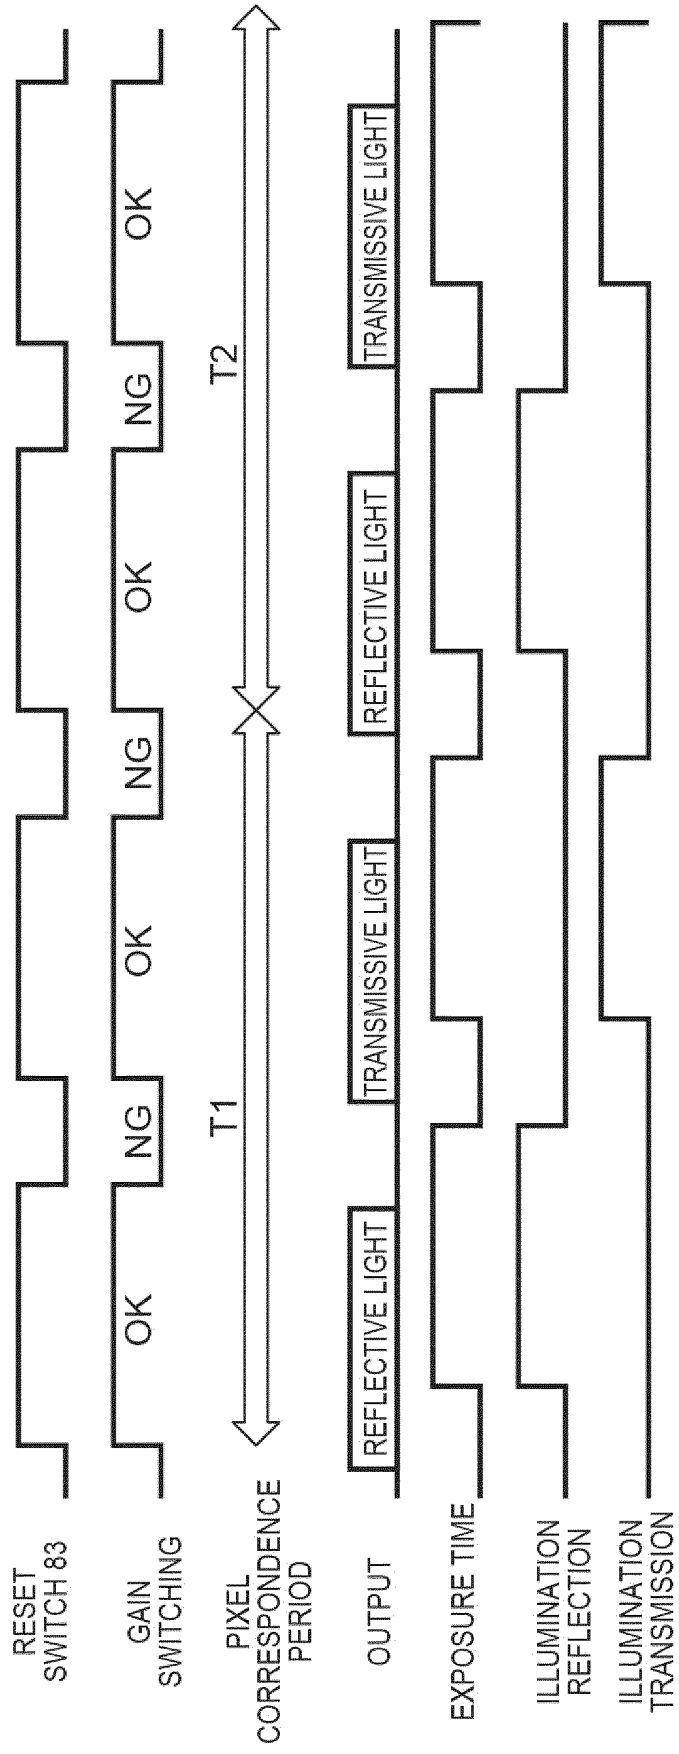 RESET
SWITCH 83
GAIN
SWITCHING
OK
NG
OK
NG
OK
NG
OK
PIXEL
CORRESPONDENCE
PERIOD
T1
T2
OUTPUT
REFLECTIVE LIGHT
TRANSMISSIVE LIGHT
REFLECTIVE LIGHT
TRANSMISSIVE LIGHT
EXPOSURE TIME
ILLUMINATION
REFLECTION
ILLUMINATION
TRANSMISSION